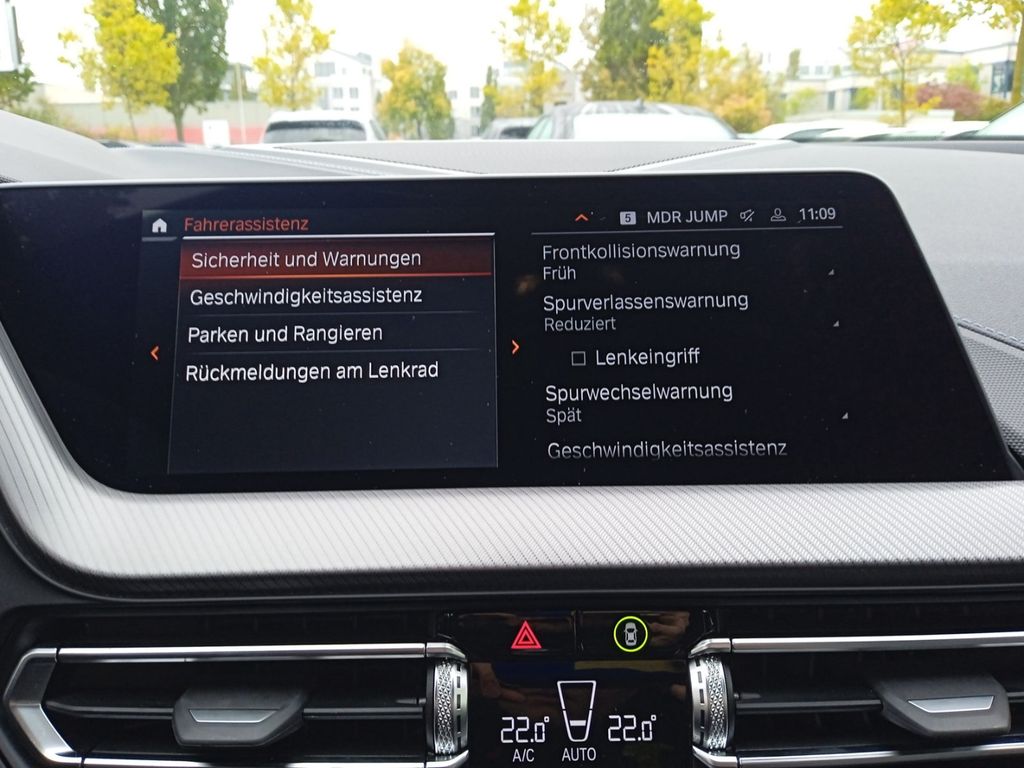 Fahrerassistenz
5 MDR JUMP 11:09
Sicherheit und Warnungen
Geschwindigkeitsassistenz
Parken und Rangieren
Rückmeldungen am Lenkrad
Frontkollisionswarnung
Früh
Spurverlassenswarnung
Reduziert
Lenkeingriff
Spurwechselwarnung
Spät
Geschwindigkeitsassistenz
22.0° 22.0°
A/C AUTO